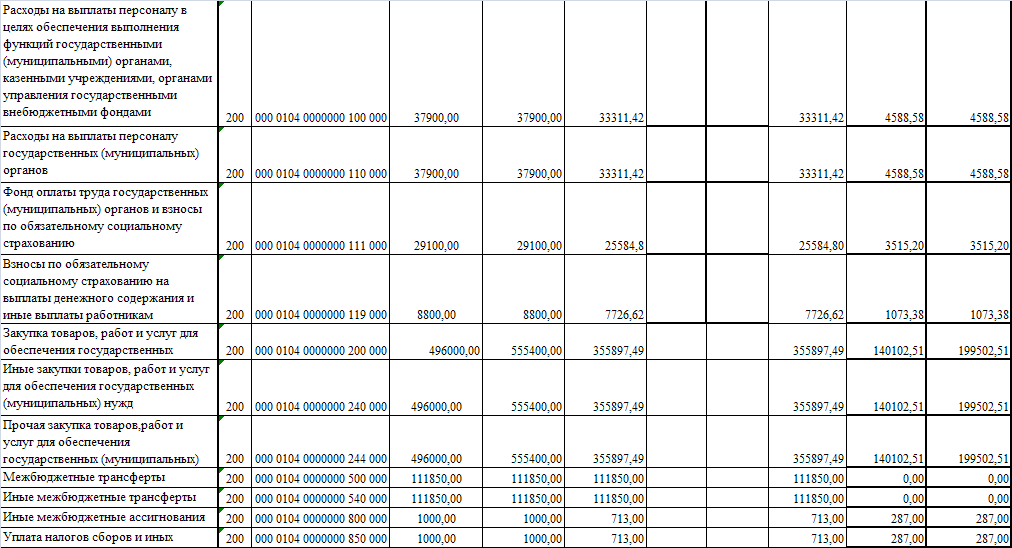 Расходы на выплаты персоналу в
целях обеспечения выполнения
функций государственными
(муниципальными) органами,
казенными учреждениями, органами
управления государственными
внебюджетными фондами 200 000 0104 0000000 100 000 37900,00 37900,00 33311,42 33311,42 4588,58 4588,58
Расходы на выплаты персоналу
государственных (муниципальных)
органов 200 000 0104 0000000 110 000 37900,00 37900,00 33311,42 33311,42 4588,58 4588,58
Фонд оплаты труда государственных
(муниципальных) органов и взносы
по обязательному социальному
страхованию 200 000 0104 0000000 111 000 29100,00 29100,00 25584,8 25584,80 3515,20 3515,20
Взносы по обязательному
социальному страхованию на
выплаты денежного содержания и
иные выплаты работникам 200 000 0104 0000000 119 000 8800,00 8800,00 7726,62 7726,62 1073,38 1073,38
Закупка товаров, работ и услуг для
обеспечения государственных 200 000 0104 0000000 200 000 496000,00 555400,00 355897,49 355897,49 140102,51 199502,51
Иные закупки товаров, работ и услуг
для обеспечения государственных
(муниципальных) нужд 200 000 0104 0000000 240 000 496000,00 555400,00 355897,49 355897,49 140102,51 199502,51
Прочая закупка товаров,работ и
услуг для обеспечения
государственных (муниципальных) 200 000 0104 0000000 244 000 496000,00 555400,00 355897,49 355897,49 140102,51 199502,51
Межбюджетные трансферты 200 000 0104 0000000 500 000 111850,00 111850,00 111850,00 111850,00 0,00 0,00
Иные межбюджетные трансферты 200 000 0104 0000000 540 000 111850,00 111850,00 111850,00 111850,00 0,00 0,00
Иные межбюджетные ассигнования 200 000 0104 0000000 800 000 1000,00 1000,00 713,00 713,00 287,00 287,00
Уплата налогов сборов и иных 200 000 0104 0000000 850 000 1000,00 1000,00 713,00 713,00 287,00 287,00